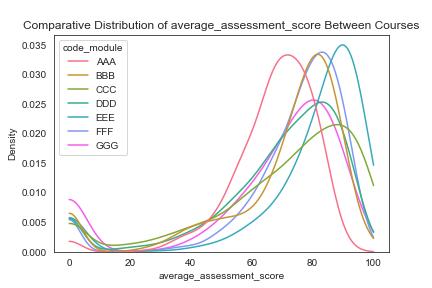 Comparative Distribution of average_assessment_score Between Courses
code_module
AAA
BBB
CCC
DDD
EEE
FFF
GGG
Density
0.035
0.030
0.025
0.020
0.015
0.010
0.005
0.000
0
20
40
60
80
100
average_assessment_score